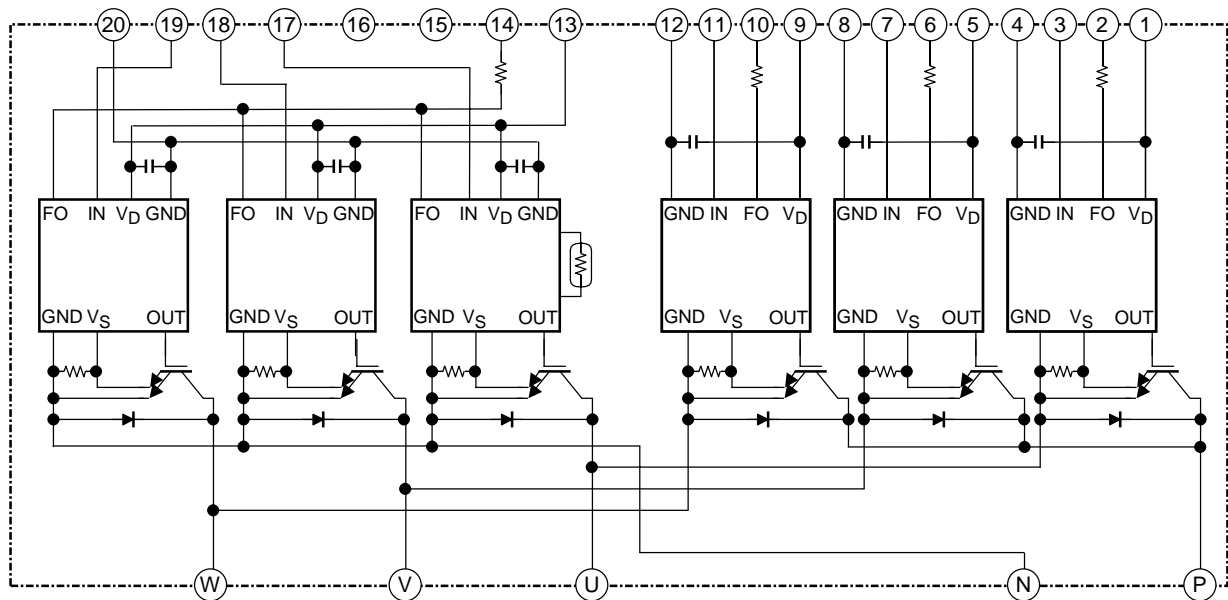 20 19 18 17 16 15 14 13 12 11 10 9 8 7 6 5 4 3 2 1
FO IN VD GND FO IN VD GND FO IN VD GND GND IN FO VD GND IN FO VD GND IN FO VD
GND VS OUT GND VS OUT GND VS OUT GND VS OUT GND VS OUT GND VS OUT
W V U N P